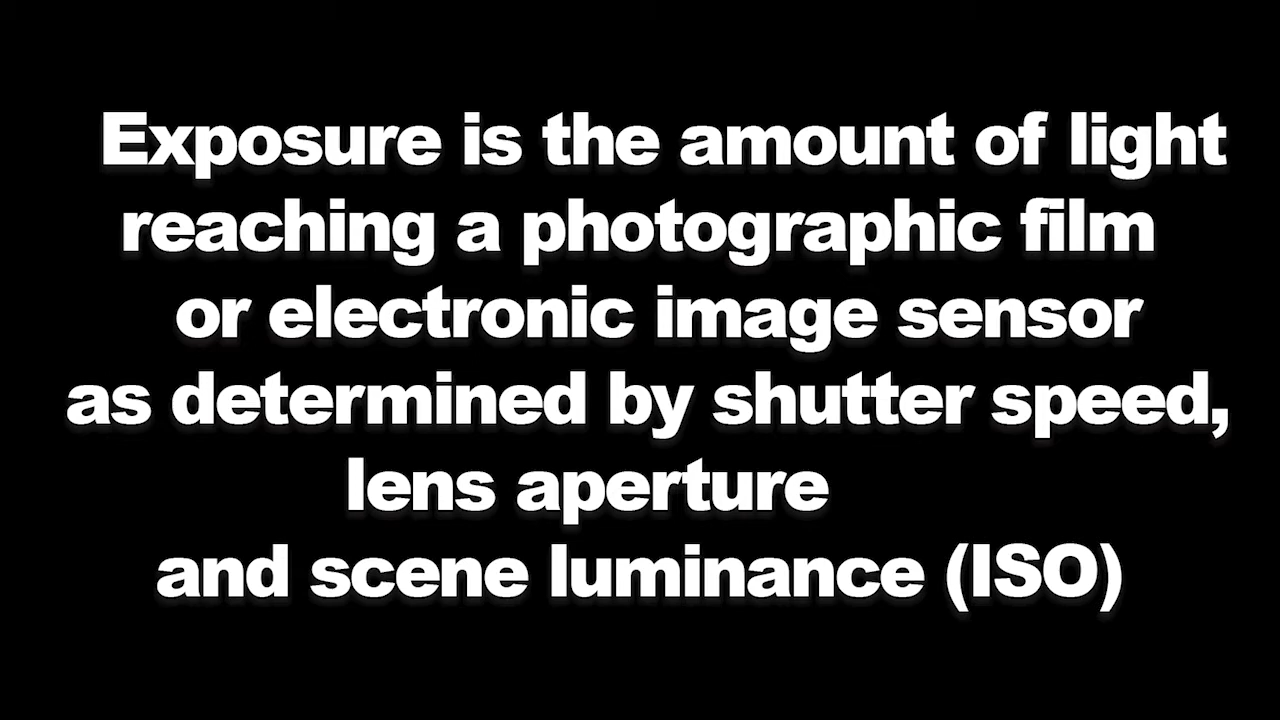 Exposure is the amount of light
reaching a photographic film
or electronic image sensor
as determined by shutter speed,
lens aperture
and scene luminance (ISO)